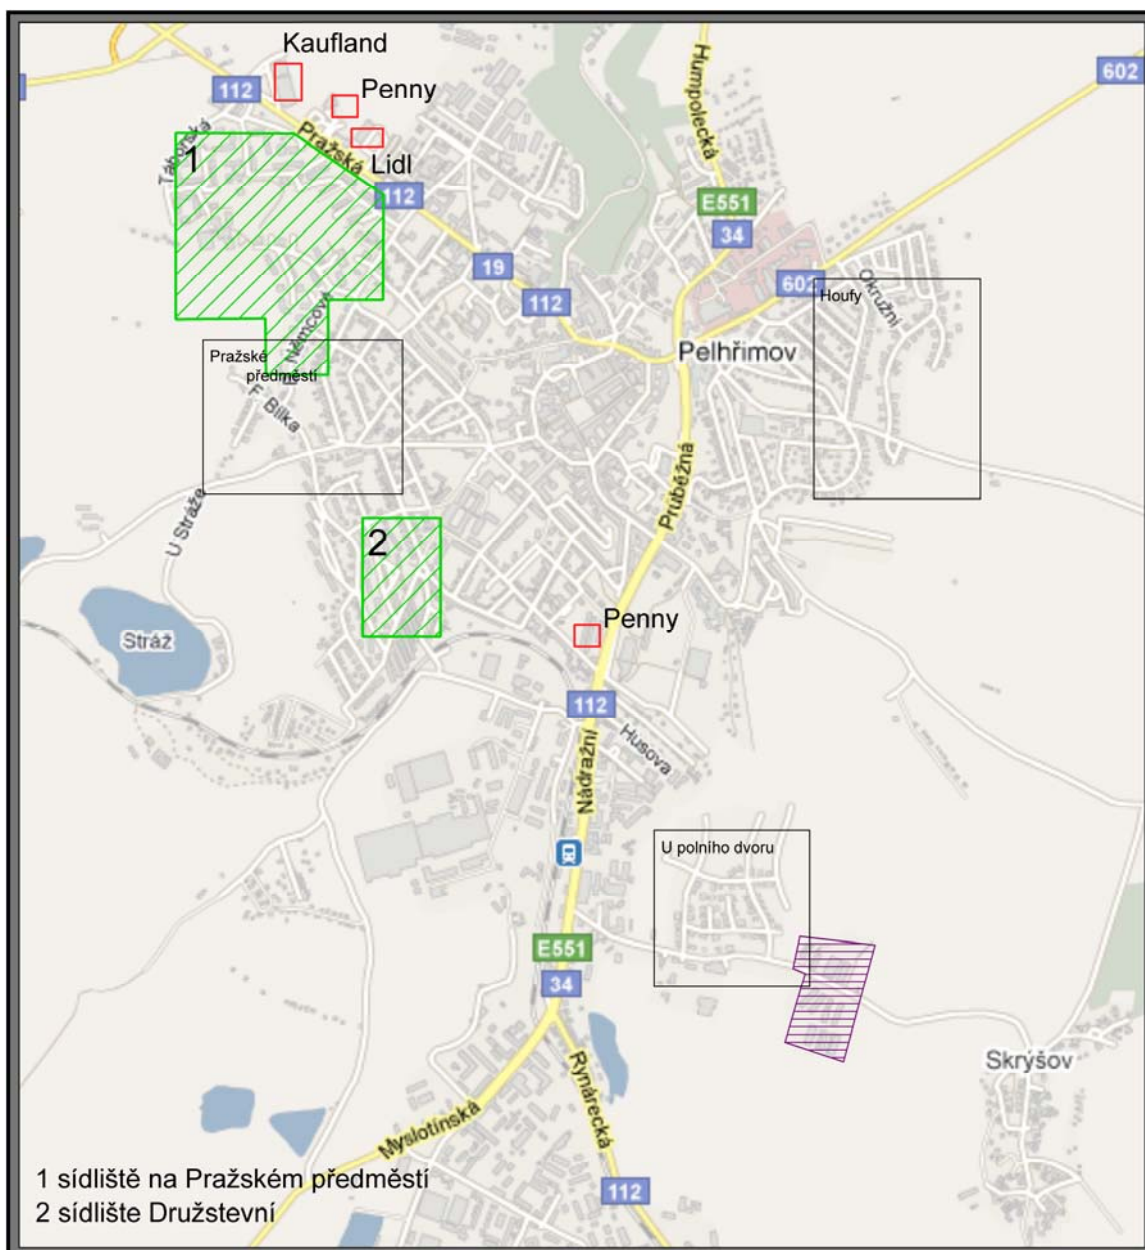 Kaufland
Penny
Lidl
112
Pražská
Táborská
1
112
19
112
Humpolecká
602
E551
34
602
Okružní
Houfy
Pelhřimov
Němcové
Pražské
předměstí
F. Bílka
U Stráže
Průběžná
2
Stráž
Penny
112
Husova
Nádražní
U polního dvoru
E551
34
Skrýšov
Rynárecká
Myslotínská
112
1 sídliště na Pražském předměstí
2 sídlište Družstevní